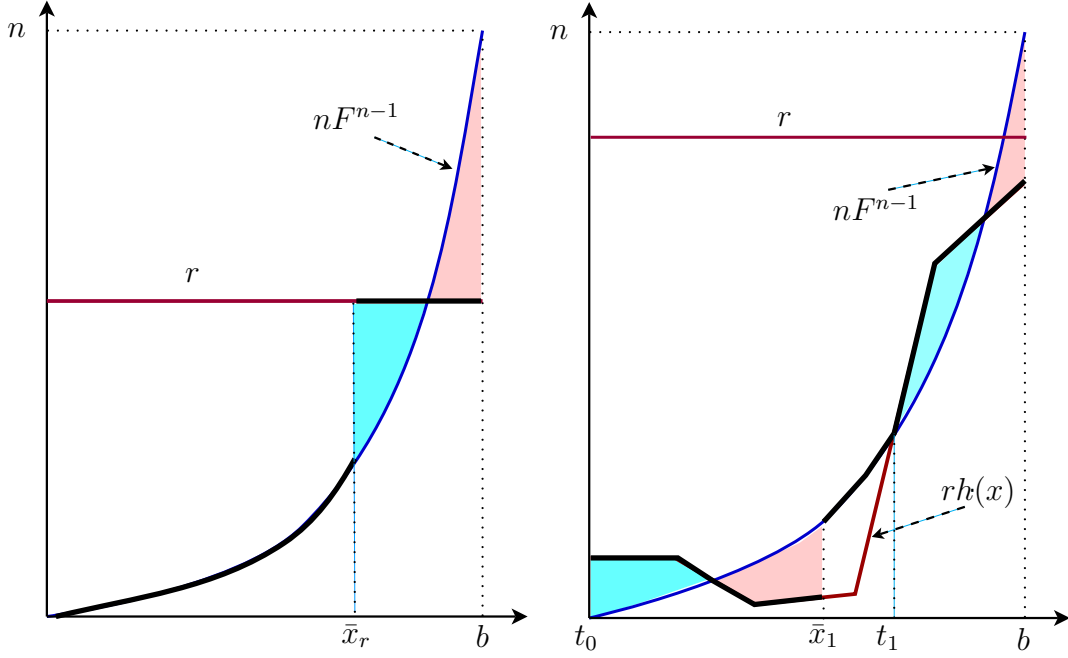 n
nF^{n-1}
r
x̄_r
b
n
r
nF^{n-1}
rh(x)
t_0
x̄_1
t_1
b